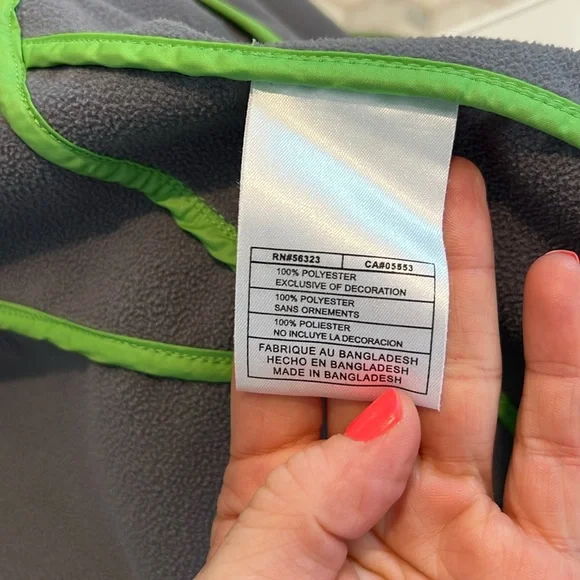 RN#56323 CA#05553
100% POLYESTER
EXCLUSIVE OF DECORATION
100% POLYESTER
SANS ORNEMENTS
100% POLIESTER
NO INCLUYE LA DECORACION
FABRIQUE AU BANGLADESH
HECHO EN BANGLADESH
MADE IN BANGLADESH